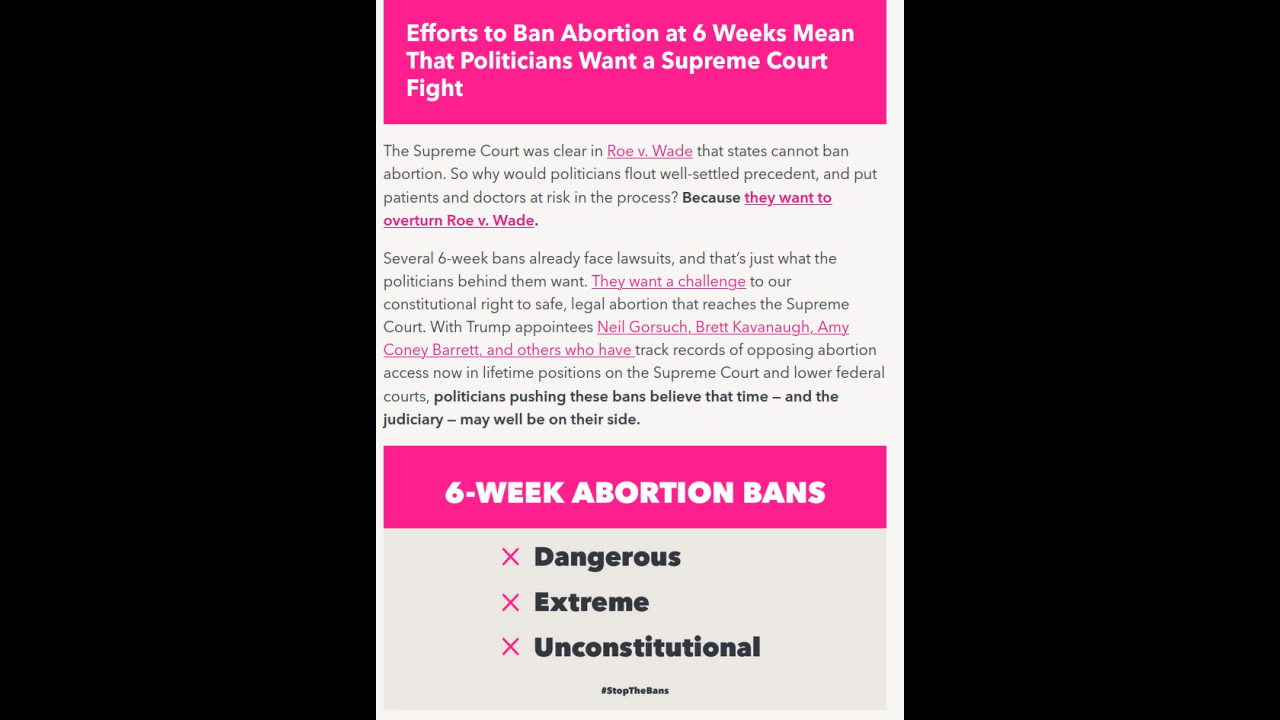 Efforts to Ban Abortion at 6 Weeks Mean
That Politicians Want a Supreme Court
Fight
The Supreme Court was clear in Roe v. Wade that states cannot ban
abortion. So why would politicians flout well-settled precedent, and put
patients and doctors at risk in the process? Because they want to
overturn Roe v. Wade.
Several 6-week bans already face lawsuits, and that's just what the
politicians behind them want. They want a challenge to our
constitutional right to safe, legal abortion that reaches the Supreme
Court. With Trump appointees Neil Gorsuch, Brett Kavanaugh, Amy
Coney Barrett, and others who have track records of opposing abortion
access now in lifetime positions on the Supreme Court and lower federal
courts, politicians pushing these bans believe that time — and the
judiciary — may well be on their side.
6-WEEK ABORTION BANS
Dangerous
Extreme
Unconstitutional
#StopTheBans